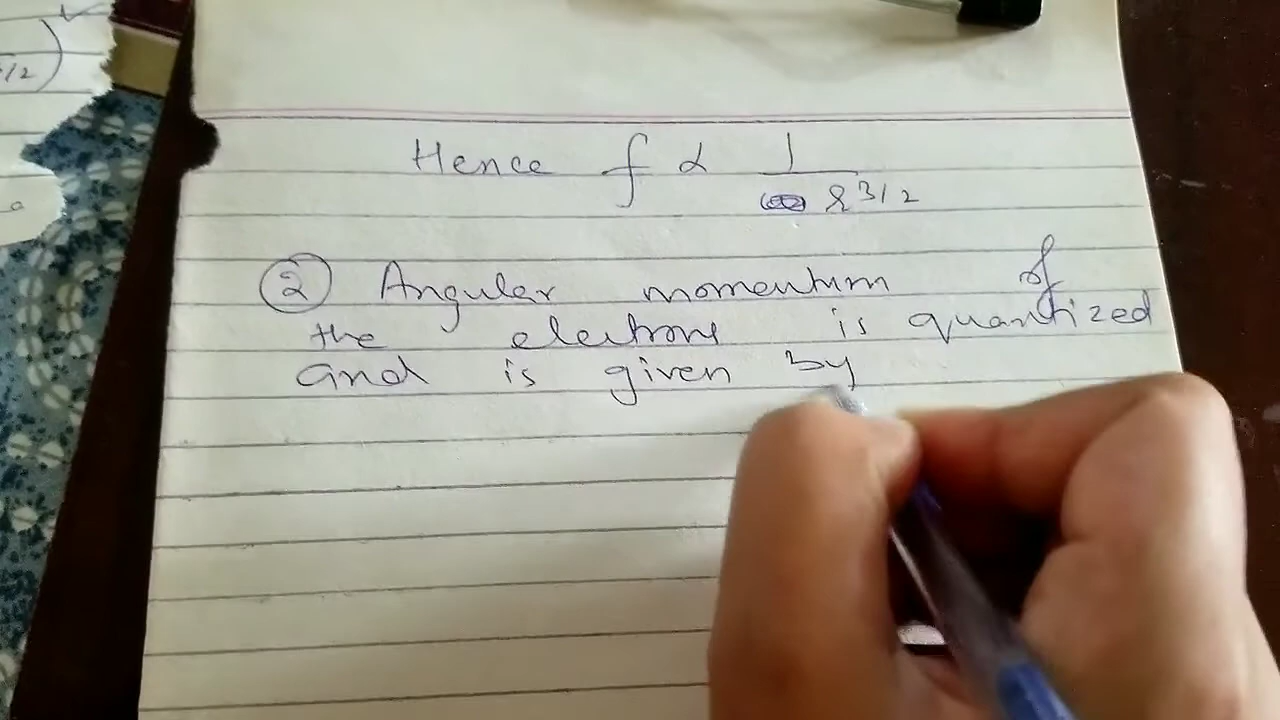 Hence f α 1
r^3/2
② Angular momentum of
the electrons is quantized
and is given by